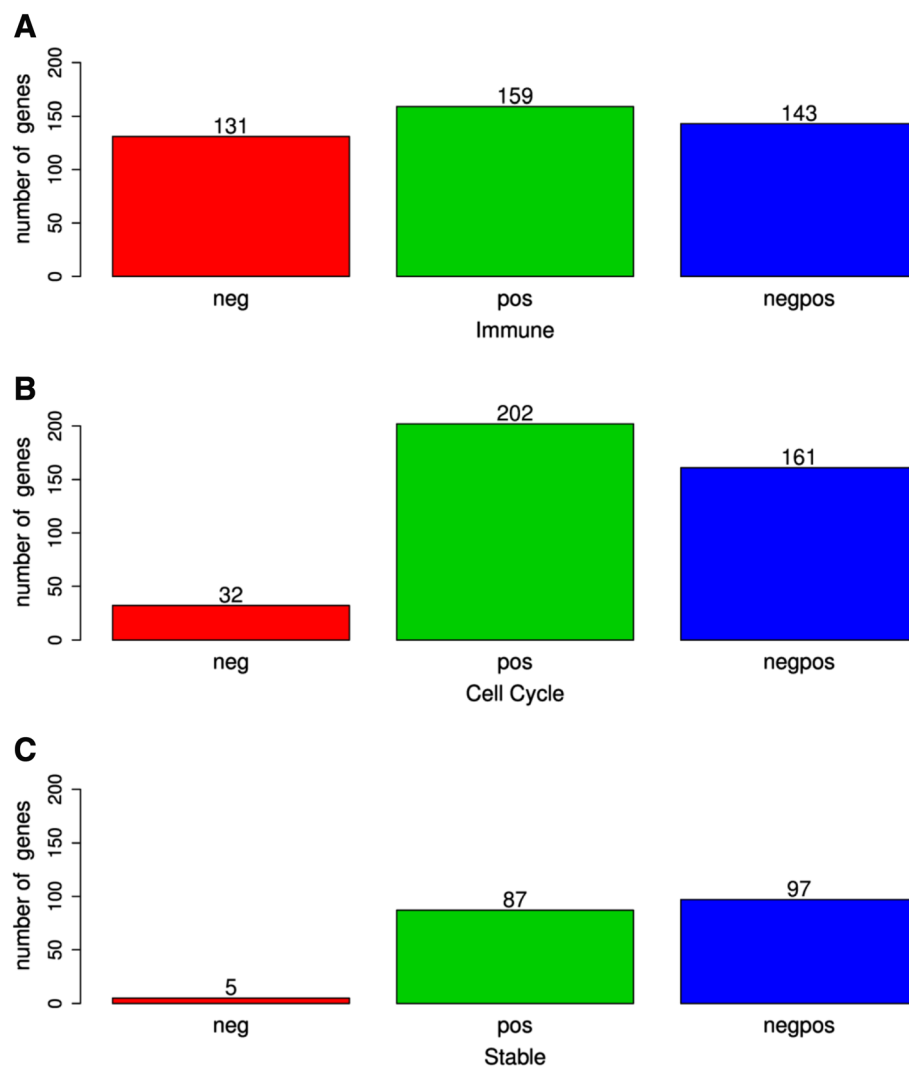 A
number of genes
200
150
100
50
0
131
159
143
neg
pos
negpos
Immune
B
number of genes
200
150
100
50
0
32
202
161
neg
pos
negpos
Cell Cycle
C
number of genes
200
150
100
50
0
5
87
97
neg
pos
negpos
Stable